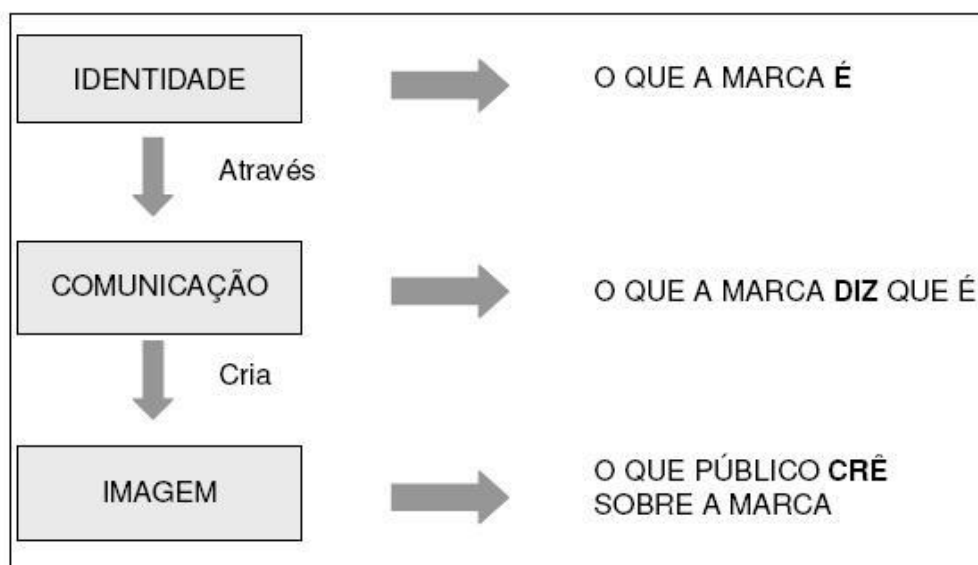 IDENTIDADE
O QUE A MARCA É
Através
COMUNICAÇÃO
O QUE A MARCA DIZ QUE É
Cria
IMAGEM
O QUE PÚBLICO CRÊ
SOBRE A MARCA